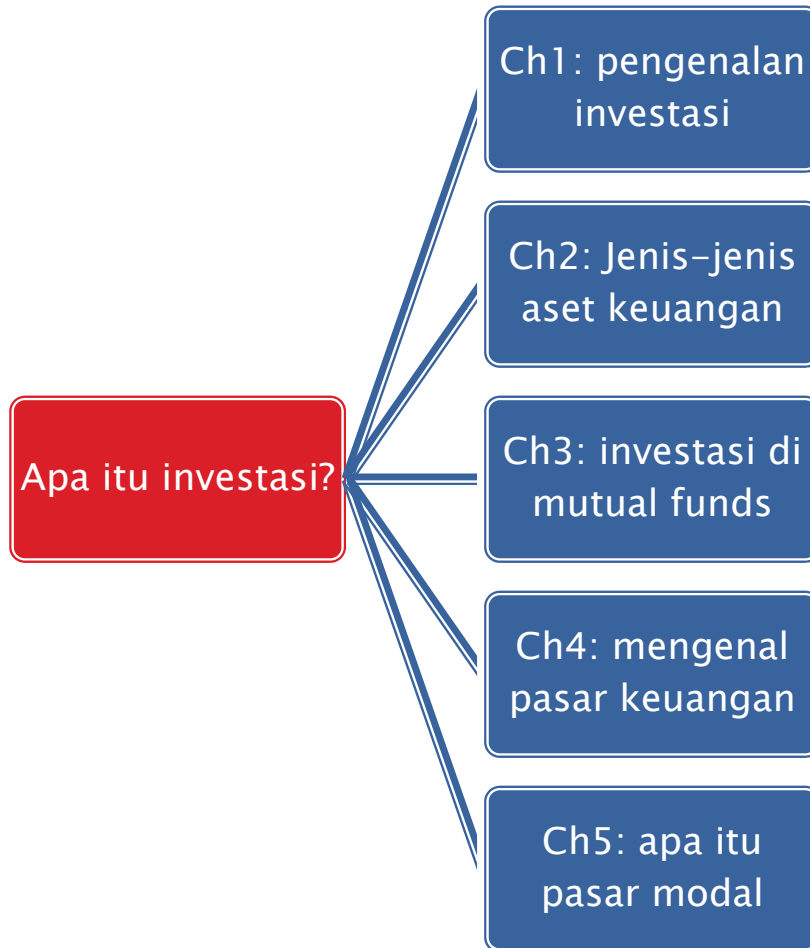 Apa itu investasi?
Ch1: pengenalan
investasi
Ch2: Jenis-jenis
aset keuangan
Ch3: investasi di
mutual funds
Ch4: mengenal
pasar keuangan
Ch5: apa itu
pasar modal